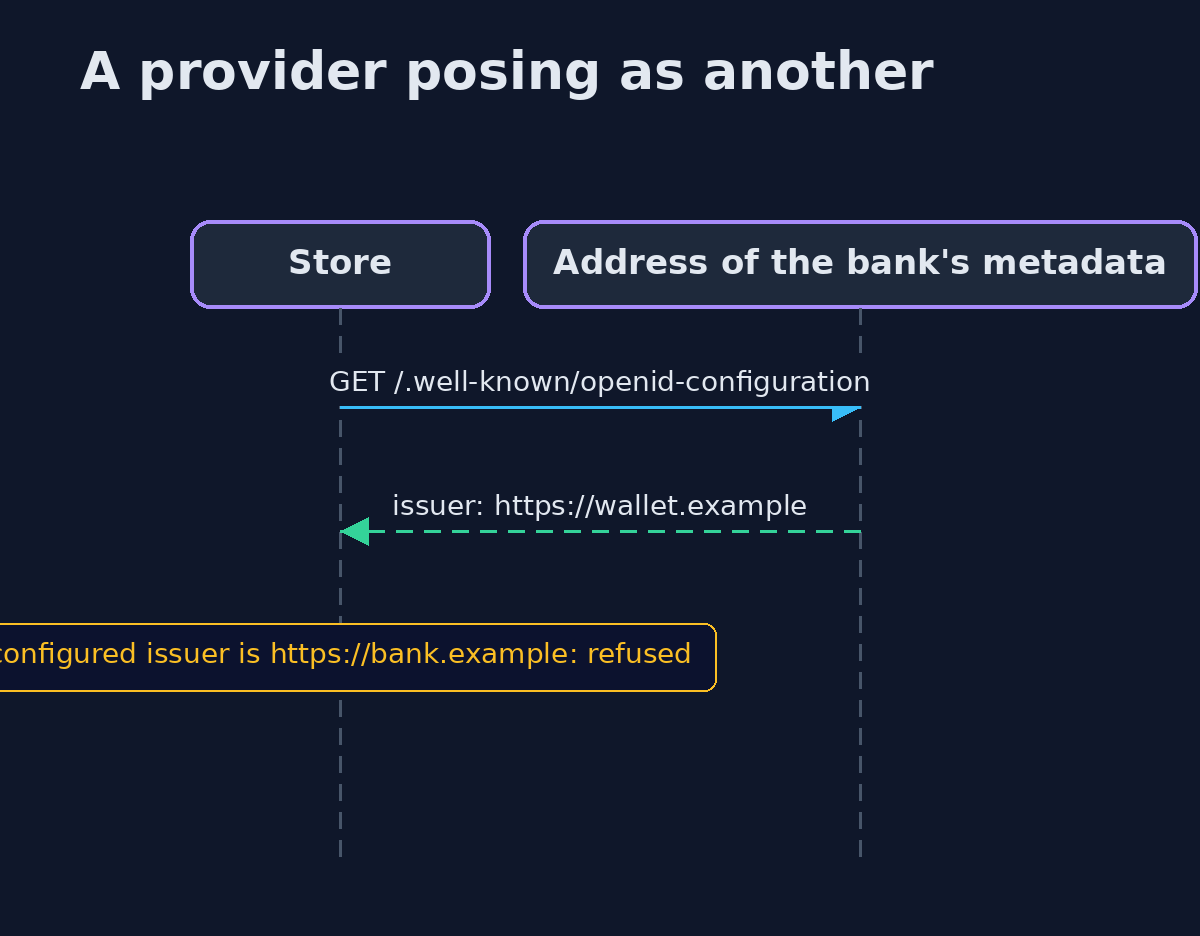 A provider posing as another
Store
Address of the bank's metadata
GET /.well-known/openid-configuration
issuer: https://wallet.example
configured issuer is https://bank.example: refused